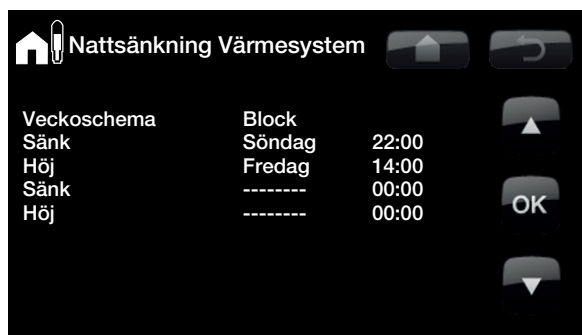 Nattsänkning Värmesystem
Veckoschema Block
Sänk Söndag 22:00
Höj Fredag 14:00
Sänk -------- 00:00
Höj -------- 00:00
OK